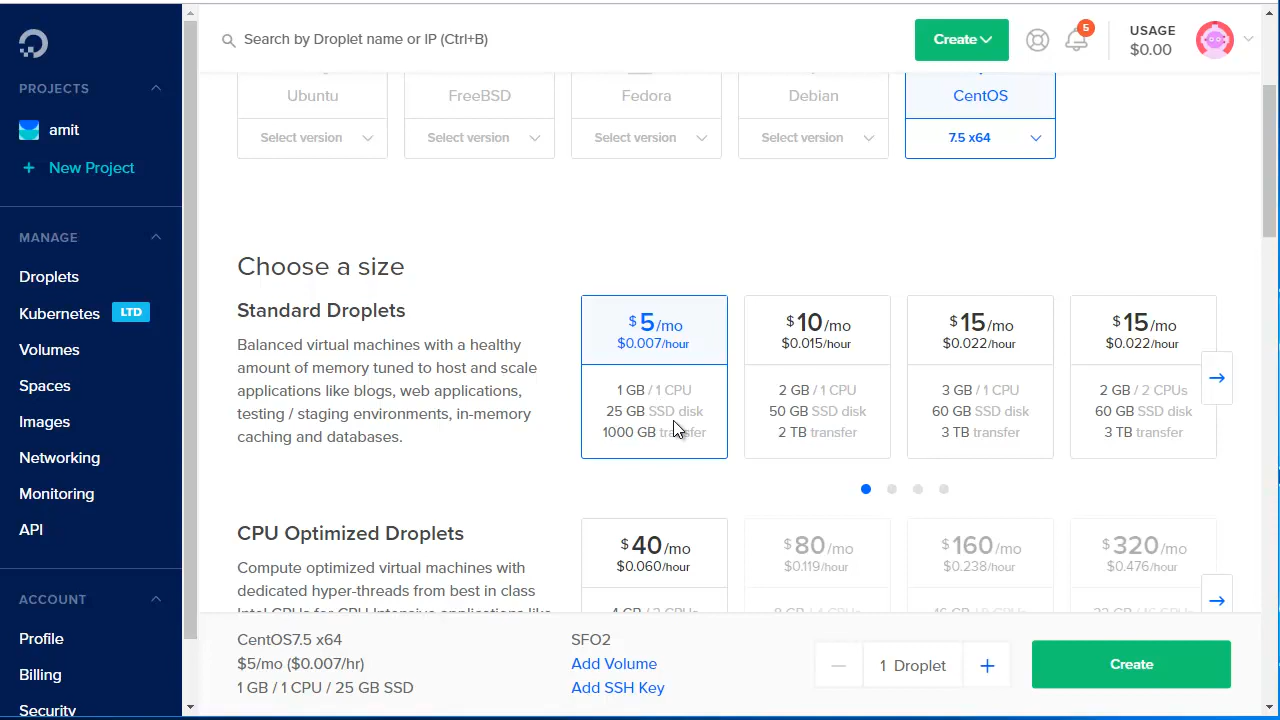 PROJECTS
amit
+ New Project
MANAGE
Droplets
Kubernetes LTD
Volumes
Spaces
Images
Networking
Monitoring
API
ACCOUNT
Profile
Billing
Security
Search by Droplet name or IP (Ctrl+B)
Create
5
USAGE
$0.00
Ubuntu
Select version
FreeBSD
Select version
Fedora
Select version
Debian
Select version
CentOS
7.5 x64
Choose a size
Standard Droplets
Balanced virtual machines with a healthy
amount of memory tuned to host and scale
applications like blogs, web applications,
testing / staging environments, in-memory
caching and databases.
$5/mo
$0.007/hour
1 GB / 1 CPU
25 GB SSD disk
1000 GB transfer
$10/mo
$0.015/hour
2 GB / 1 CPU
50 GB SSD disk
2 TB transfer
$15/mo
$0.022/hour
3 GB / 1 CPU
60 GB SSD disk
3 TB transfer
$15/mo
$0.022/hour
2 GB / 2 CPUs
60 GB SSD disk
3 TB transfer
CPU Optimized Droplets
Compute optimized virtual machines with
dedicated hyper-threads from best in class
Intel CPUs for CPU Intensive applications like
$40/mo
$0.060/hour
$80/mo
$0.119/hour
$160/mo
$0.238/hour
$320/mo
$0.476/hour
CentOS7.5 x64
$5/mo ($0.007/hr)
1 GB / 1 CPU / 25 GB SSD
SFO2
Add Volume
Add SSH Key
1 Droplet
Create